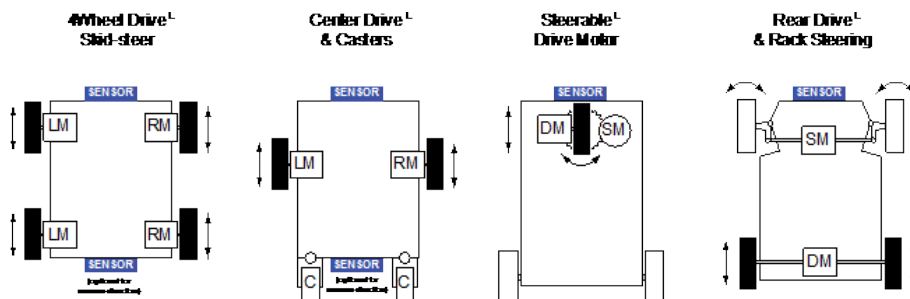 4Wheel Drive L
Skid-steer
SENSOR
LM RM
LM RM
SENSOR
Center Drive L
& Casters
SENSOR
LM RM
C SENSOR C
Steerable L
Drive Motor
DM SM
Rear Drive L
& Rack Steering
SENSOR
SM
DM